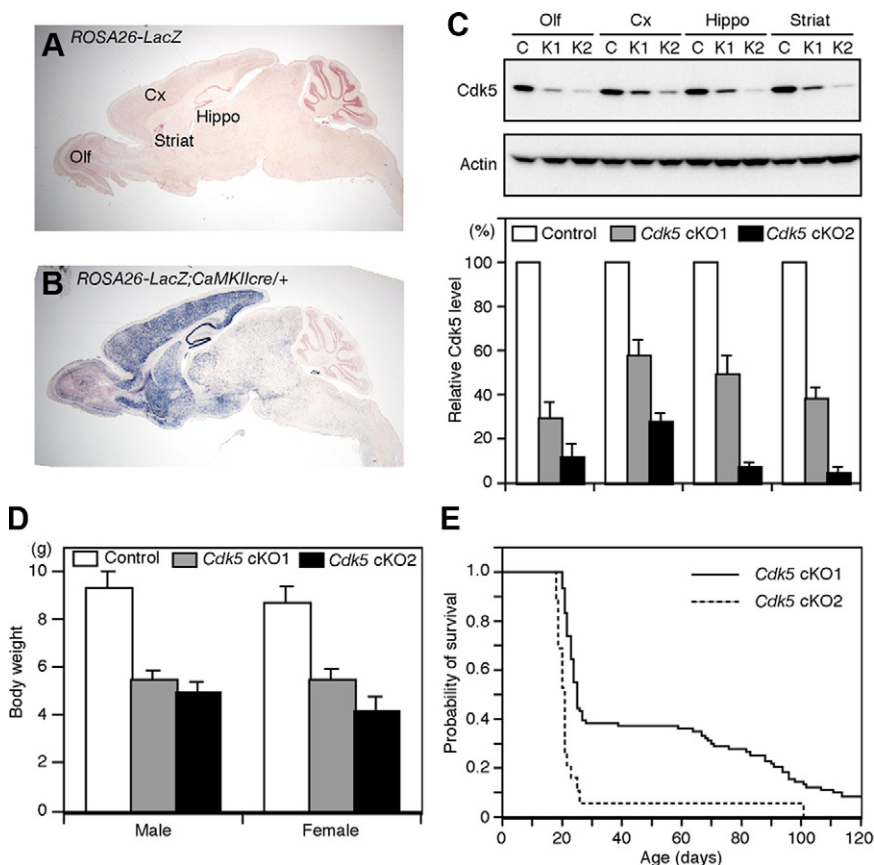 A
ROSA26-LacZ
Cx
Hippo
Striat
Olf
B
ROSA26-LacZ;CaMKIIcre/+
C
Olf Cx Hippo Striat
C K1 K2 C K1 K2 C K1 K2 C K1 K2
Cdk5
Actin
(%)
Control Cdk5 cKO1 Cdk5 cKO2
Relative Cdk5 level
100
80
60
40
20
0
D
(g)
Control Cdk5 cKO1 Cdk5 cKO2
Body weight
10
8
6
4
2
0
Male Female
E
Cdk5 cKO1
Cdk5 cKO2
Probability of survival
1.0
0.8
0.6
0.4
0.2
0
0 20 40 60 80 100 120
Age (days)